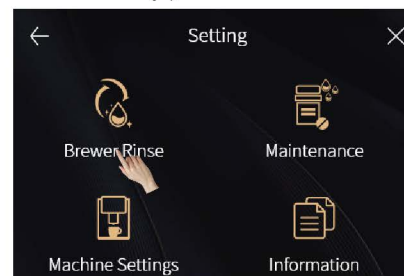 Setting
Brewer Rinse
Maintenance
Machine Settings
Information